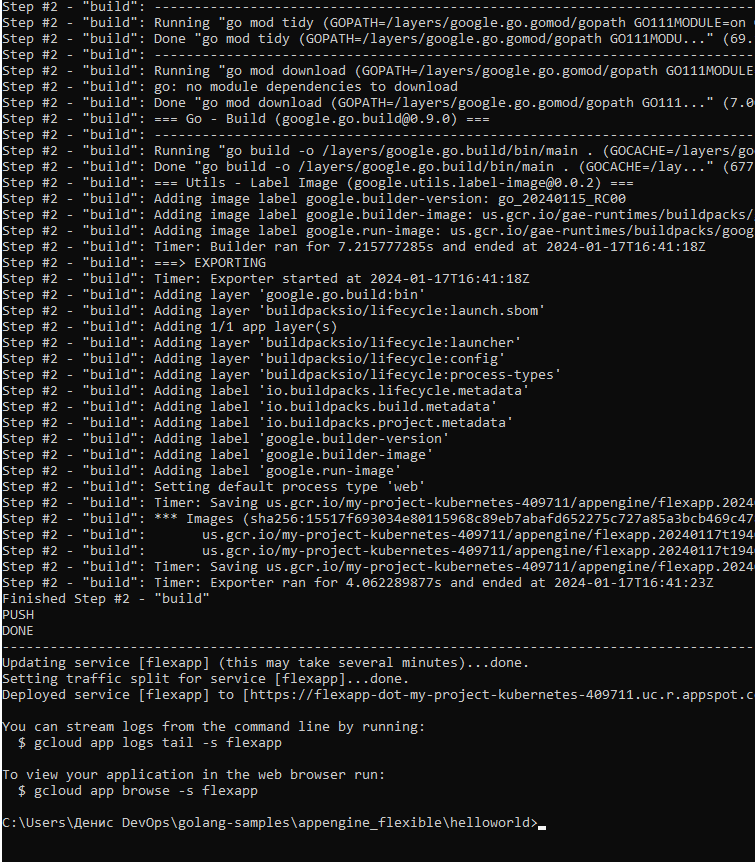 Step #2 - "build": ---------------------------------------------------------------------------
Step #2 - "build": Running "go mod tidy (GOPATH=/layers/google.go.gomod/gopath GO111MODULE=on
Step #2 - "build": Done "go mod tidy (GOPATH=/layers/google.go.gomod/gopath GO111MODU..." (69.
Step #2 - "build": ---------------------------------------------------------------------------
Step #2 - "build": Running "go mod download (GOPATH=/layers/google.go.gomod/gopath GO111MODULE
Step #2 - "build": go: no module dependencies to download
Step #2 - "build": Done "go mod download (GOPATH=/layers/google.go.gomod/gopath GO111..." (7.0
Step #2 - "build": === Go - Build (google.go.build@0.9.0) ===
Step #2 - "build": ---------------------------------------------------------------------------
Step #2 - "build": Running "go build -o /layers/google.go.build/bin/main . (GOCACHE=/layers/go
Step #2 - "build": Done "go build -o /layers/google.go.build/bin/main . (GOCACHE=/lay..." (677
Step #2 - "build": === Utils - Label Image (google.utils.label-image@0.0.2) ===
Step #2 - "build": Adding image label google.builder-version: go_20240115_RC00
Step #2 - "build": Adding image label google.builder-image: us.gcr.io/gae-runtimes/buildpacks/
Step #2 - "build": Adding image label google.run-image: us.gcr.io/gae-runtimes/buildpacks/goog
Step #2 - "build": Timer: Builder ran for 7.215777285s and ended at 2024-01-17T16:41:18Z
Step #2 - "build": ===> EXPORTING
Step #2 - "build": Timer: Exporter started at 2024-01-17T16:41:18Z
Step #2 - "build": Adding layer 'google.go.build:bin'
Step #2 - "build": Adding layer 'buildpacksio/lifecycle:launch.sbom'
Step #2 - "build": Adding 1/1 app layer(s)
Step #2 - "build": Adding layer 'buildpacksio/lifecycle:launcher'
Step #2 - "build": Adding layer 'buildpacksio/lifecycle:config'
Step #2 - "build": Adding layer 'buildpacksio/lifecycle:process-types'
Step #2 - "build": Adding label 'io.buildpacks.lifecycle.metadata'
Step #2 - "build": Adding label 'io.buildpacks.build.metadata'
Step #2 - "build": Adding label 'io.buildpacks.project.metadata'
Step #2 - "build": Adding label 'google.builder-version'
Step #2 - "build": Adding label 'google.builder-image'
Step #2 - "build": Adding label 'google.run-image'
Step #2 - "build": Setting default process type 'web'
Step #2 - "build": Timer: Saving us.gcr.io/my-project-kubernetes-409711/appengine/flexapp.2024
Step #2 - "build": *** Images (sha256:15517f693034e80115968c89eb7abafd652275c727a85a3bcb469c47
Step #2 - "build":       us.gcr.io/my-project-kubernetes-409711/appengine/flexapp.20240117t194
Step #2 - "build":       us.gcr.io/my-project-kubernetes-409711/appengine/flexapp.20240117t194
Step #2 - "build": Timer: Saving us.gcr.io/my-project-kubernetes-409711/appengine/flexapp.2024
Step #2 - "build": Timer: Exporter ran for 4.062289877s and ended at 2024-01-17T16:41:23Z
Finished Step #2 - "build"
PUSH
DONE
----------------------------------------------------------------------------------------------
Updating service [flexapp] (this may take several minutes)...done.
Setting traffic split for service [flexapp]...done.
Deployed service [flexapp] to [https://flexapp-dot-my-project-kubernetes-409711.uc.r.appspot.c
You can stream logs from the command line by running:
  $ gcloud app logs tail -s flexapp
To view your application in the web browser run:
  $ gcloud app browse -s flexapp
C:\Users\Денис DevOps\golang-samples\appengine_flexible\helloworld>